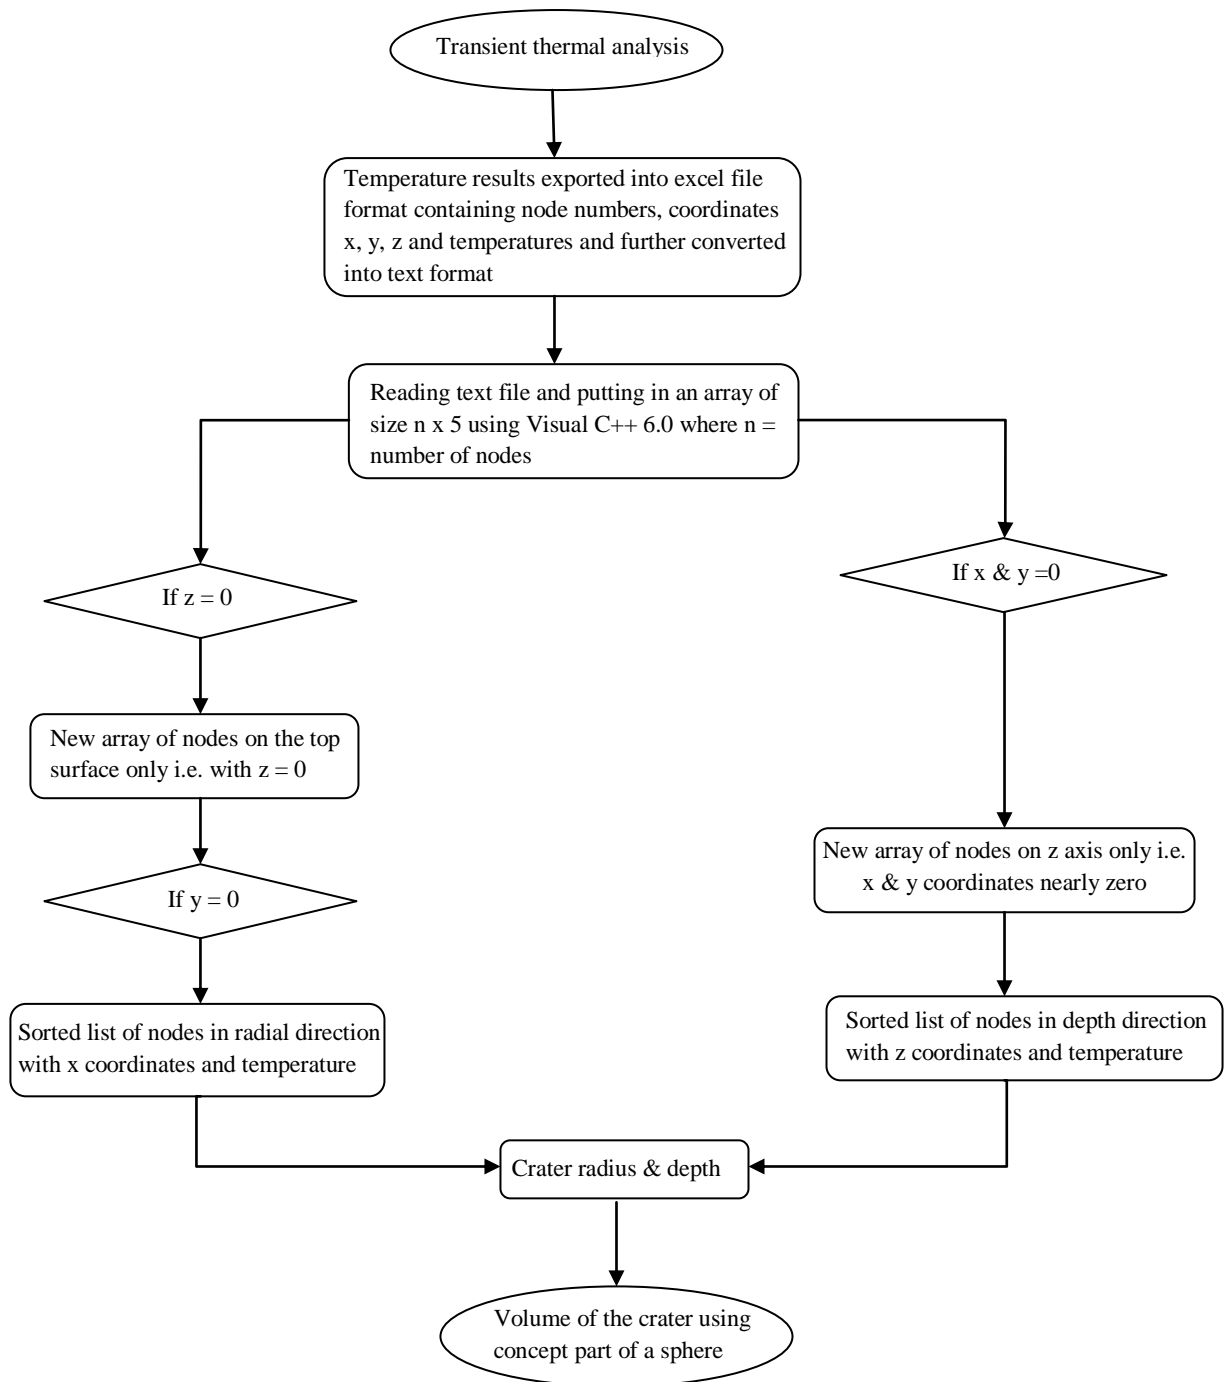 Transient thermal analysis
Temperature results exported into excel file
format containing node numbers, coordinates
x, y, z and temperatures and further converted
into text format
Reading text file and putting in an array of
size n x 5 using Visual C++ 6.0 where n =
number of nodes
If z = 0
If x & y =0
New array of nodes on the top
surface only i.e. with z = 0
New array of nodes on z axis only i.e.
x & y coordinates nearly zero
If y = 0
Sorted list of nodes in radial direction
with x coordinates and temperature
Sorted list of nodes in depth direction
with z coordinates and temperature
Crater radius & depth
Volume of the crater using
concept part of a sphere